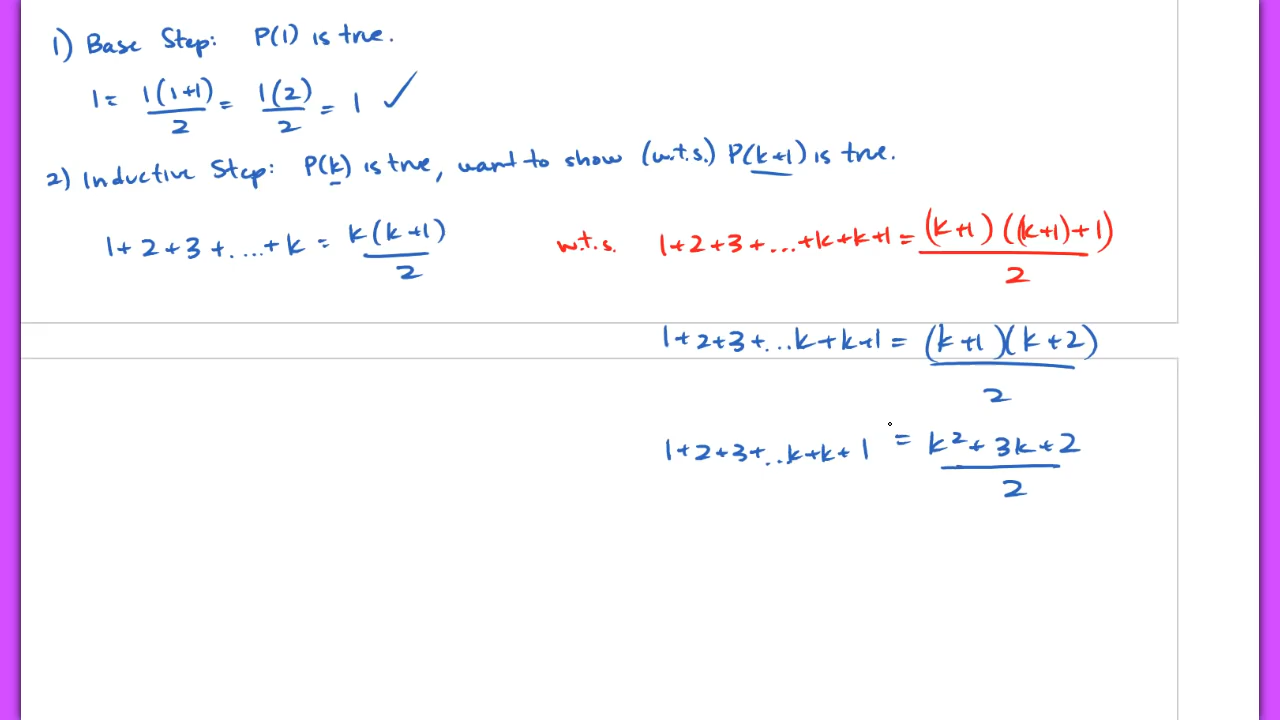 1) Base Step: P(1) is true.
1 = 1(1+1)/2 = 1(2)/2 = 1 ✓
2) Inductive Step: P(k) is true, want to show (w.t.s.) P(k+1) is true.
1+2+3+...+k = k(k+1)/2
w.t.s. 1+2+3+...+k+k+1 = (k+1)((k+1)+1)/2
1+2+3+...k+k+1 = (k+1)(k+2)/2
1+2+3+..k+k+1 = k²+3k+2/2